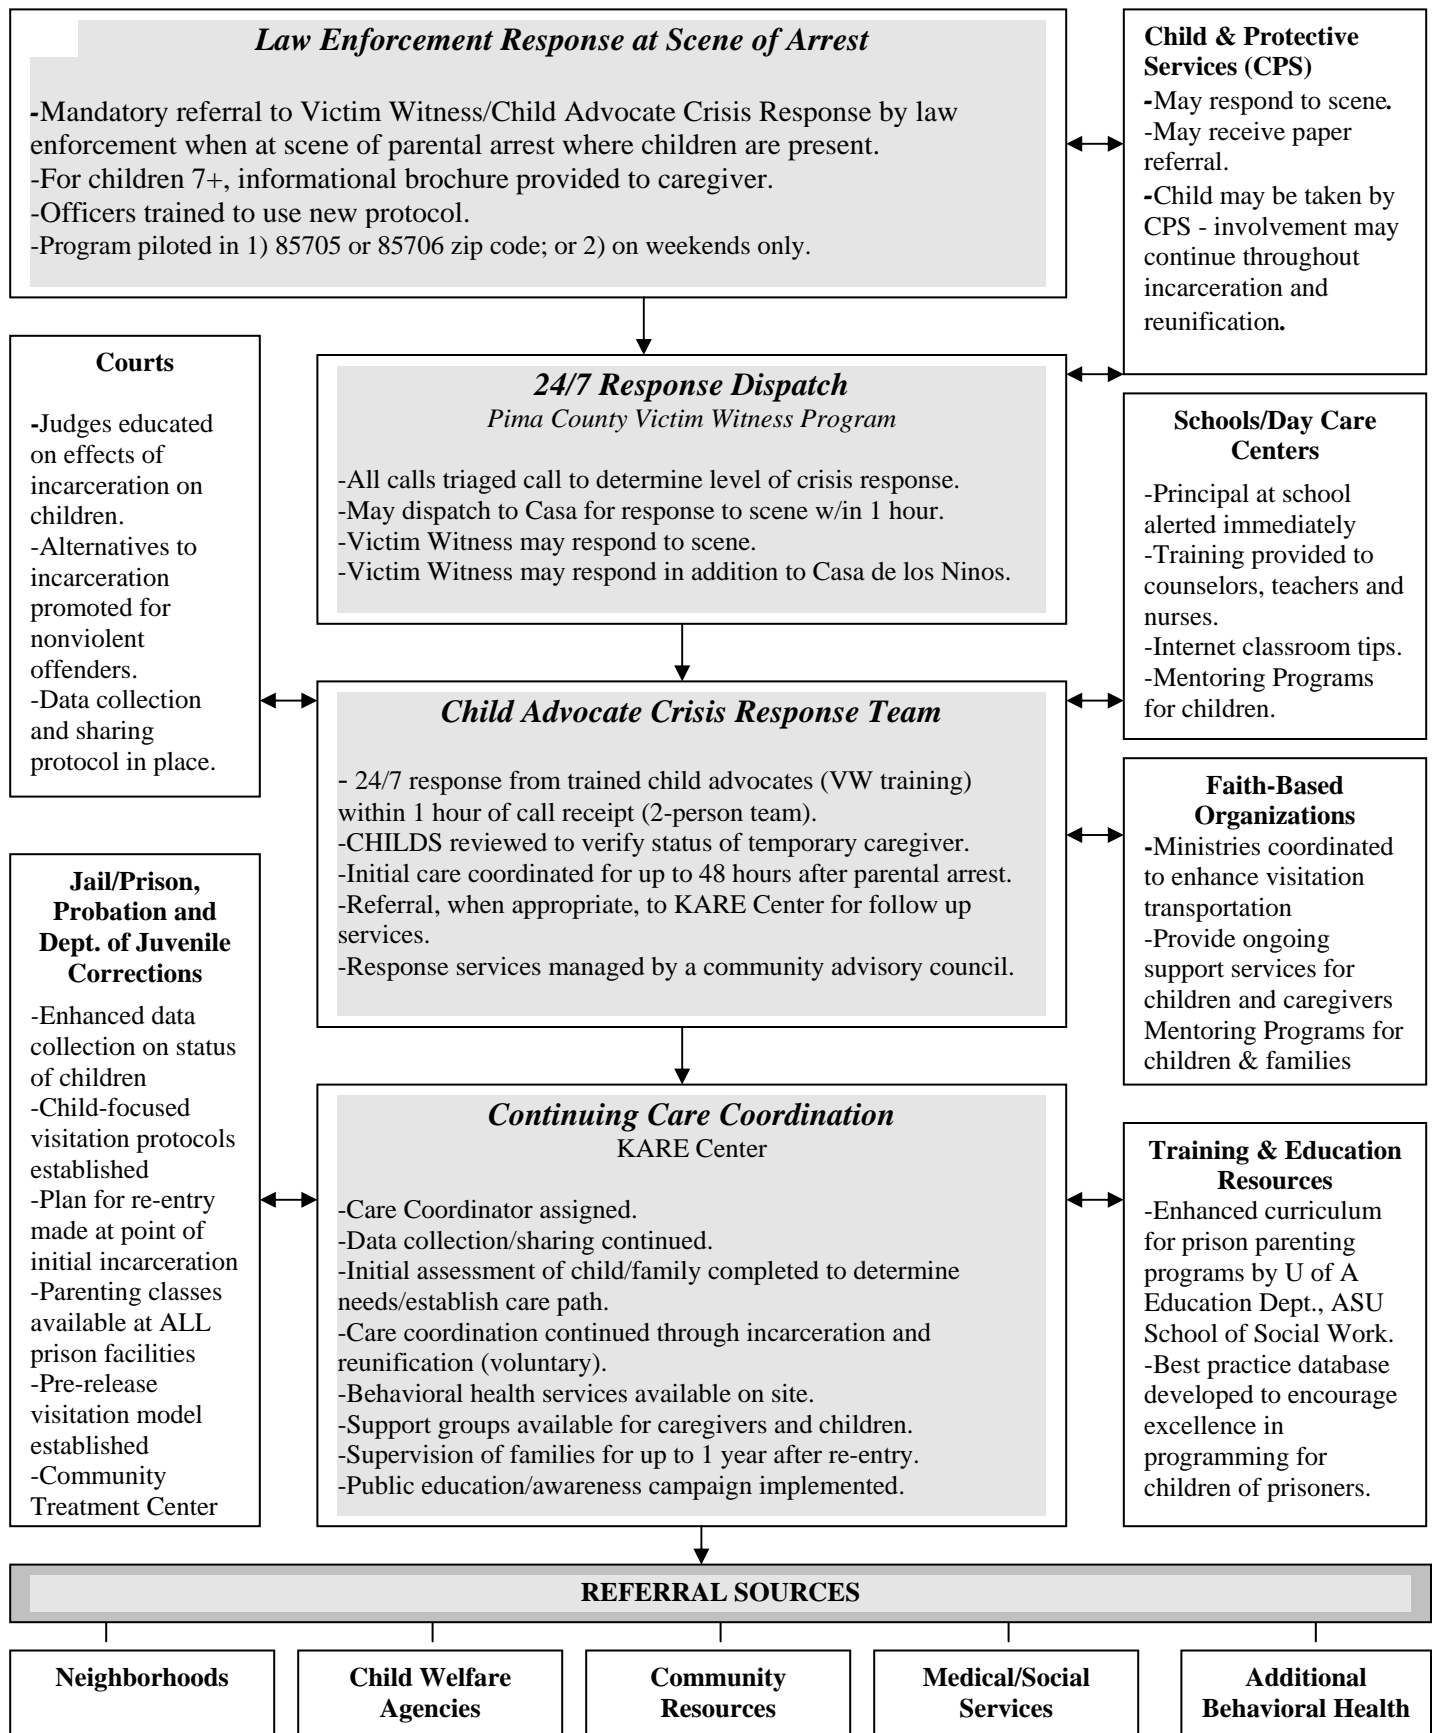 Law Enforcement Response at Scene of Arrest
-Mandatory referral to Victim Witness/Child Advocate Crisis Response by law
enforcement when at scene of parental arrest where children are present.
-For children 7+, informational brochure provided to caregiver.
-Officers trained to use new protocol.
-Program piloted in 1) 85705 or 85706 zip code; or 2) on weekends only.
Child & Protective
Services (CPS)
-May respond to scene.
-May receive paper
referral.
-Child may be taken by
CPS - involvement may
continue throughout
incarceration and
reunification.
Courts
-Judges educated
on effects of
incarceration on
children.
-Alternatives to
incarceration
promoted for
nonviolent
offenders.
-Data collection
and sharing
protocol in place.
24/7 Response Dispatch
Pima County Victim Witness Program
-All calls triaged call to determine level of crisis response.
-May dispatch to Casa for response to scene w/in 1 hour.
-Victim Witness may respond to scene.
-Victim Witness may respond in addition to Casa de los Ninos.
Schools/Day Care
Centers
-Principal at school
alerted immediately
-Training provided to
counselors, teachers and
nurses.
-Internet classroom tips.
-Mentoring Programs
for children.
Child Advocate Crisis Response Team
- 24/7 response from trained child advocates (VW training)
within 1 hour of call receipt (2-person team).
-CHILDS reviewed to verify status of temporary caregiver.
-Initial care coordinated for up to 48 hours after parental arrest.
-Referral, when appropriate, to KARE Center for follow up
services.
-Response services managed by a community advisory council.
Faith-Based
Organizations
-Ministries coordinated
to enhance visitation
transportation
-Provide ongoing
support services for
children and caregivers
Mentoring Programs for
children & families
Jail/Prison,
Probation and
Dept. of Juvenile
Corrections
-Enhanced data
collection on status
of children
-Child-focused
visitation protocols
established
-Plan for re-entry
made at point of
initial incarceration
-Parenting classes
available at ALL
prison facilities
-Pre-release
visitation model
established
-Community
Treatment Center
Continuing Care Coordination
KARE Center
-Care Coordinator assigned.
-Data collection/sharing continued.
-Initial assessment of child/family completed to determine
needs/establish care path.
-Care coordination continued through incarceration and
reunification (voluntary).
-Behavioral health services available on site.
-Support groups available for caregivers and children.
-Supervision of families for up to 1 year after re-entry.
-Public education/awareness campaign implemented.
Training & Education
Resources
-Enhanced curriculum
for prison parenting
programs by U of A
Education Dept., ASU
School of Social Work.
-Best practice database
developed to encourage
excellence in
programming for
children of prisoners.
REFERRAL SOURCES
Neighborhoods
Child Welfare
Agencies
Community
Resources
Medical/Social
Services
Additional
Behavioral Health